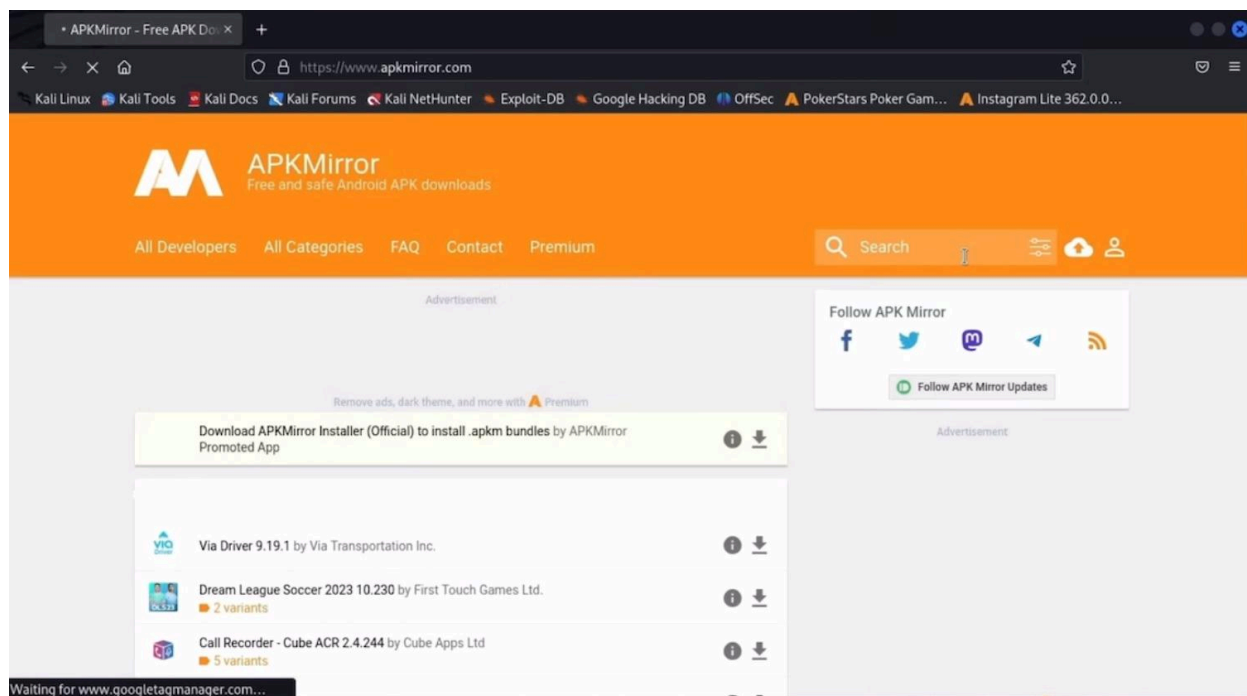 • APKMirror - Free APK Do
https://www.apkmirror.com
Kali Linux Kali Tools Kali Docs Kali Forums Kali NetHunter Exploit-DB Google Hacking DB OffSec PokerStars Poker Gam... Instagram Lite 362.0.0...
APKMirror
Free and safe Android APK downloads
All Developers All Categories FAQ Contact Premium Search
Advertisement
Follow APK Mirror
Follow APK Mirror Updates
Remove ads, dark theme, and more with Premium
Download APKMirror Installer (Official) to install .apkm bundles by APKMirror
Promoted App
Advertisement
Via Driver 9.19.1 by Via Transportation Inc.
Dream League Soccer 2023 10.230 by First Touch Games Ltd.
2 variants
Call Recorder - Cube ACR 2.4.244 by Cube Apps Ltd
5 variants
Waiting for www.googletagmanager.com...